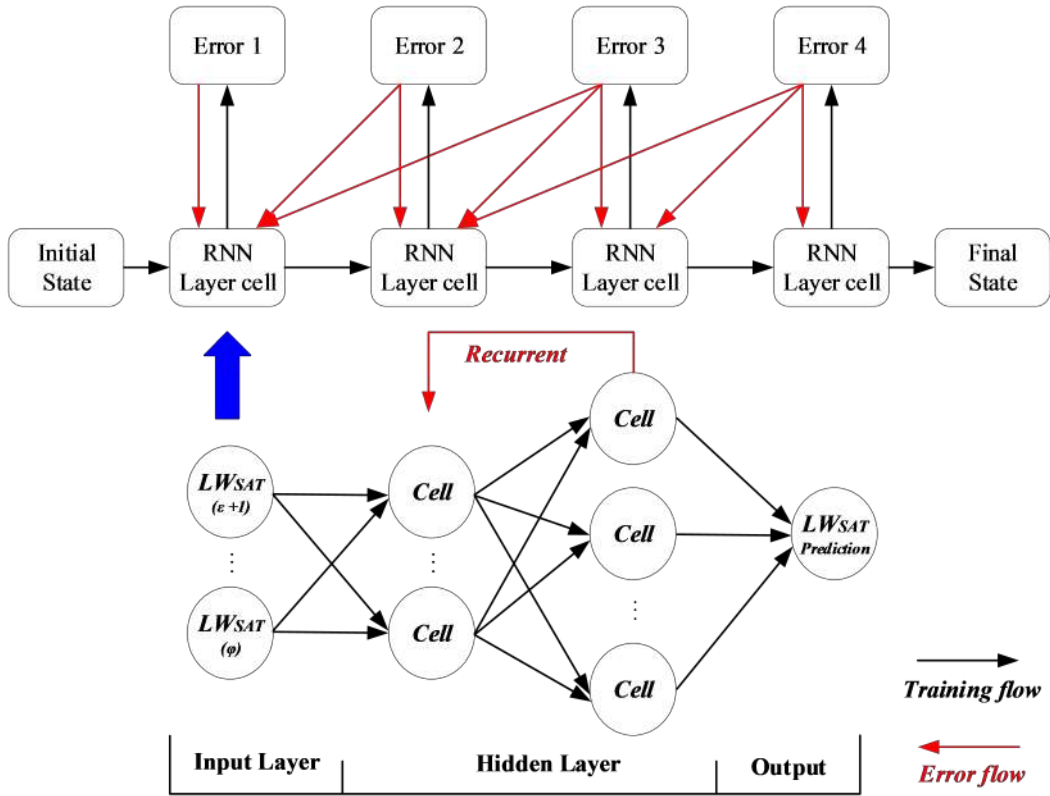 Error 1
Error 2
Error 3
Error 4
Initial
State
RNN
Layer cell
RNN
Layer cell
RNN
Layer cell
RNN
Layer cell
Final
State
Recurrent
LWSAT
(ε +1)
⋮
LWSAT
(φ)
Cell
⋮
Cell
Cell
Cell
⋮
Cell
LWSAT
Prediction
Training flow
Error flow
Input Layer
Hidden Layer
Output